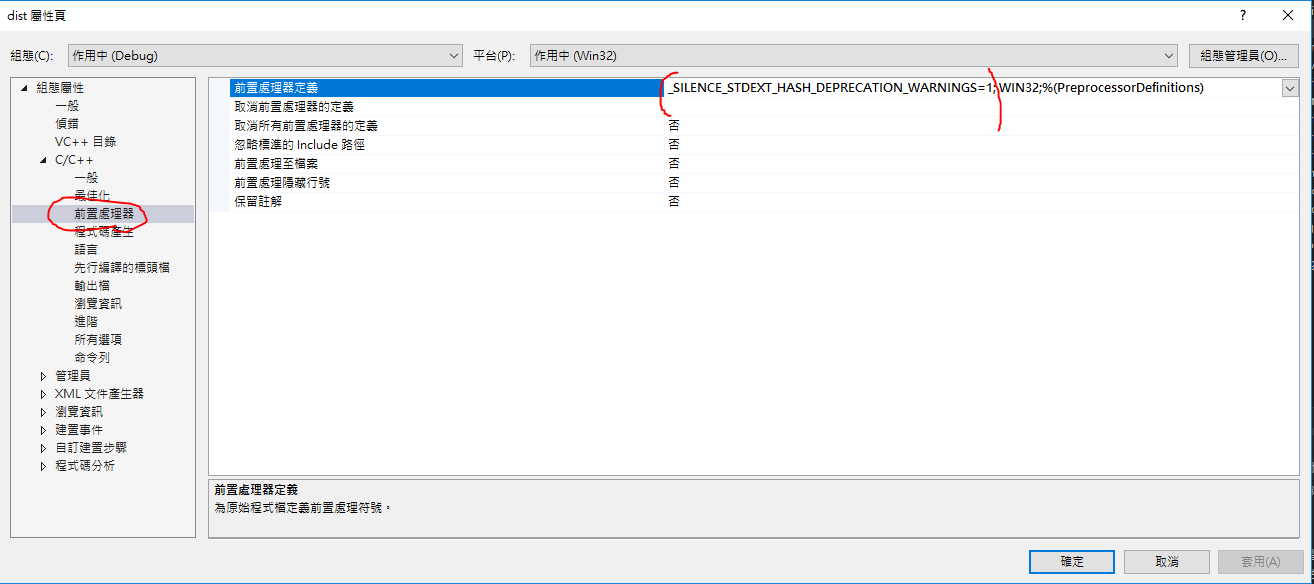 dist 屬性頁
組態(C): 作用中 (Debug) 平台(P): 作用中 (Win32) 組態管理員(O)...
組態屬性
一般
偵錯
VC++ 目錄
C/C++
一般
最佳化
前置處理器
程式碼產生
語言
先行編譯的標頭檔
輸出檔
瀏覽資訊
進階
所有選項
命令列
管理員
XML 文件產生器
瀏覽資訊
建置事件
自訂建置步驟
程式碼分析
前置處理器定義 _SILENCE_STDEXT_HASH_DEPRECATION_WARNINGS=1; WIN32;%(PreprocessorDefinitions)
取消前置處理器的定義
取消所有前置處理器的定義 否
忽略標準的 Include 路徑 否
前置處理至檔案 否
前置處理隱藏行號 否
保留註解 否
前置處理器定義
為原始程式檔定義前置處理符號。
確定 取消 套用(A)